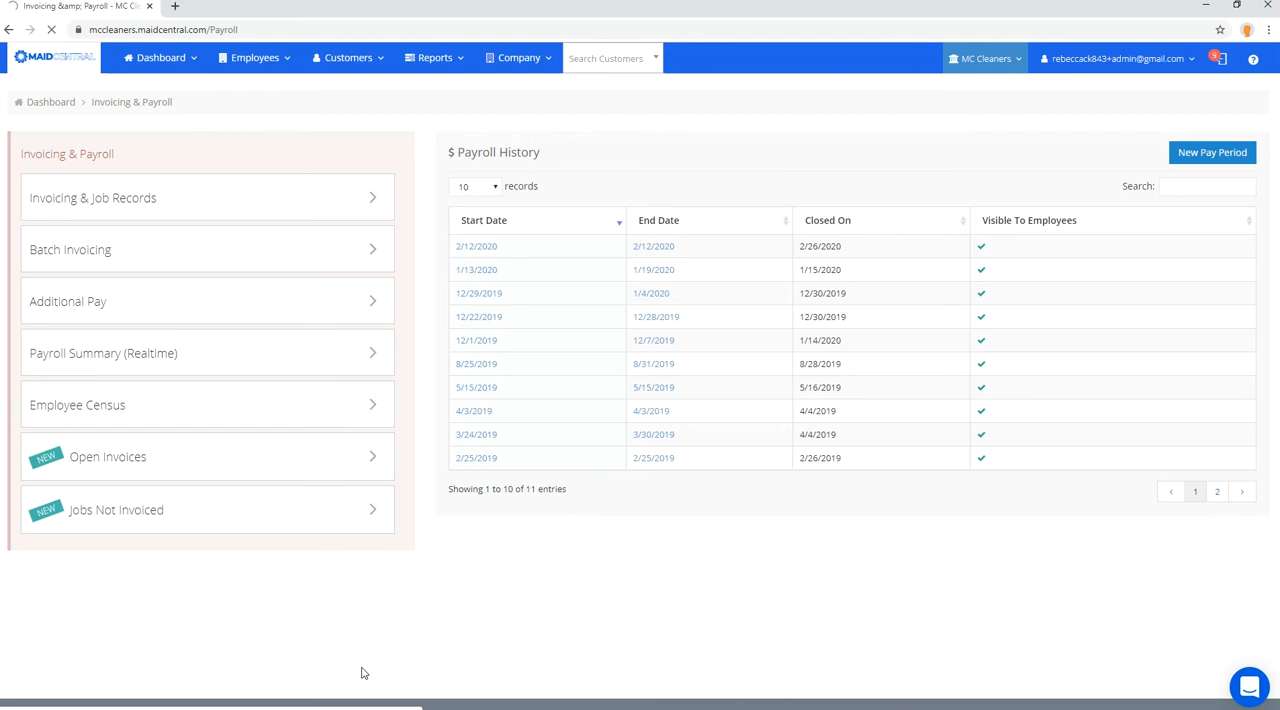 Invoicing &amp; Payroll - MC Cle
mccleaners.maidcentral.com/Payroll
MAIDCENTRAL
Dashboard
Employees
Customers
Reports
Company
Search Customers
MC Cleaners
rebeccack843+admin@gmail.com
9
?
Dashboard > Invoicing & Payroll
Invoicing & Payroll
Invoicing & Job Records
Batch Invoicing
Additional Pay
Payroll Summary (Realtime)
Employee Census
NEW Open Invoices
NEW Jobs Not Invoiced
$ Payroll History
New Pay Period
10 records
Search:
Start Date End Date Closed On Visible To Employees
2/12/2020 2/12/2020 2/26/2020
1/13/2020 1/19/2020 1/15/2020
12/29/2019 1/4/2020 12/30/2019
12/22/2019 12/28/2019 12/30/2019
12/1/2019 12/7/2019 1/14/2020
8/25/2019 8/31/2019 8/28/2019
5/15/2019 5/15/2019 5/16/2019
4/3/2019 4/3/2019 4/4/2019
3/24/2019 3/30/2019 4/4/2019
2/25/2019 2/25/2019 2/26/2019
Showing 1 to 10 of 11 entries
‹ 1 2 ›